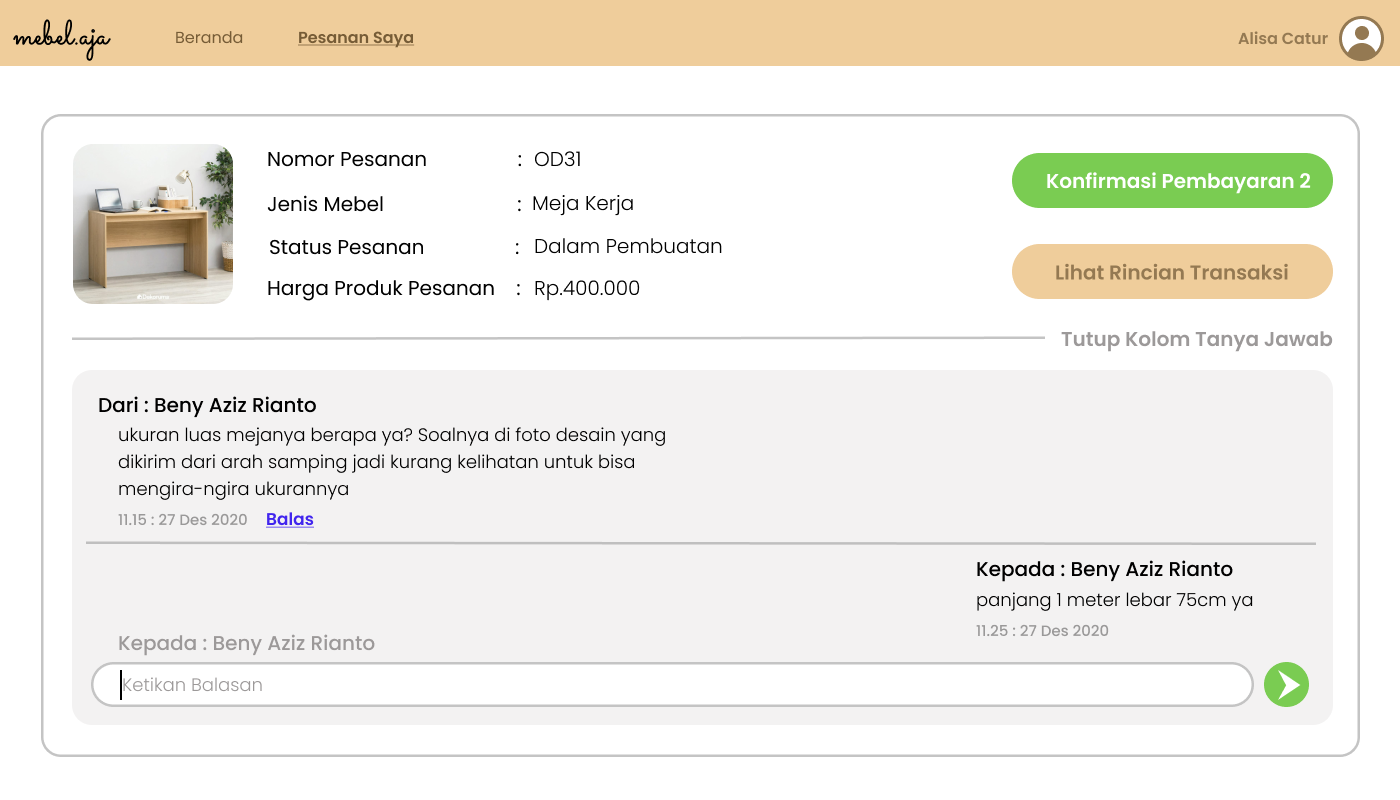 mebel.aja
Beranda
Pesanan Saya
Alisa Catur
Nomor Pesanan : OD31
Jenis Mebel : Meja Kerja
Status Pesanan : Dalam Pembuatan
Harga Produk Pesanan : Rp.400.000
Konfirmasi Pembayaran 2
Lihat Rincian Transaksi
Tutup Kolom Tanya Jawab
Dari : Beny Aziz Rianto
ukuran luas mejanya berapa ya? Soalnya di foto desain yang
dikirim dari arah samping jadi kurang kelihatan untuk bisa
mengira-ngira ukurannya
11.15 : 27 Des 2020 Balas
Kepada : Beny Aziz Rianto
panjang 1 meter lebar 75cm ya
11.25 : 27 Des 2020
Kepada : Beny Aziz Rianto
Ketikan Balasan